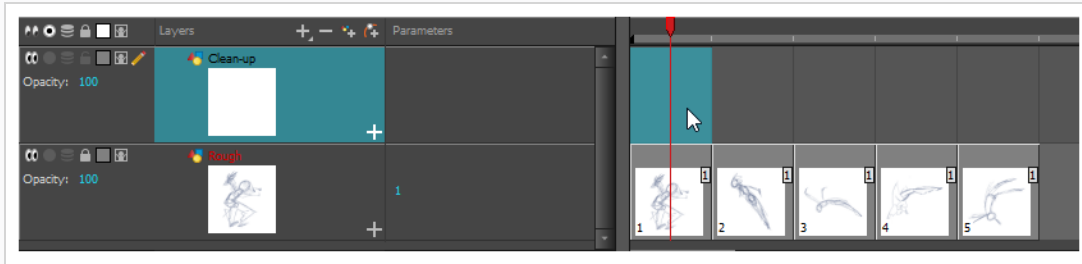 Layers Parameters
Clean-up
Opacity: 100
Rough
Opacity: 100
1
1 1 1 1 1
1 2 3 4 5